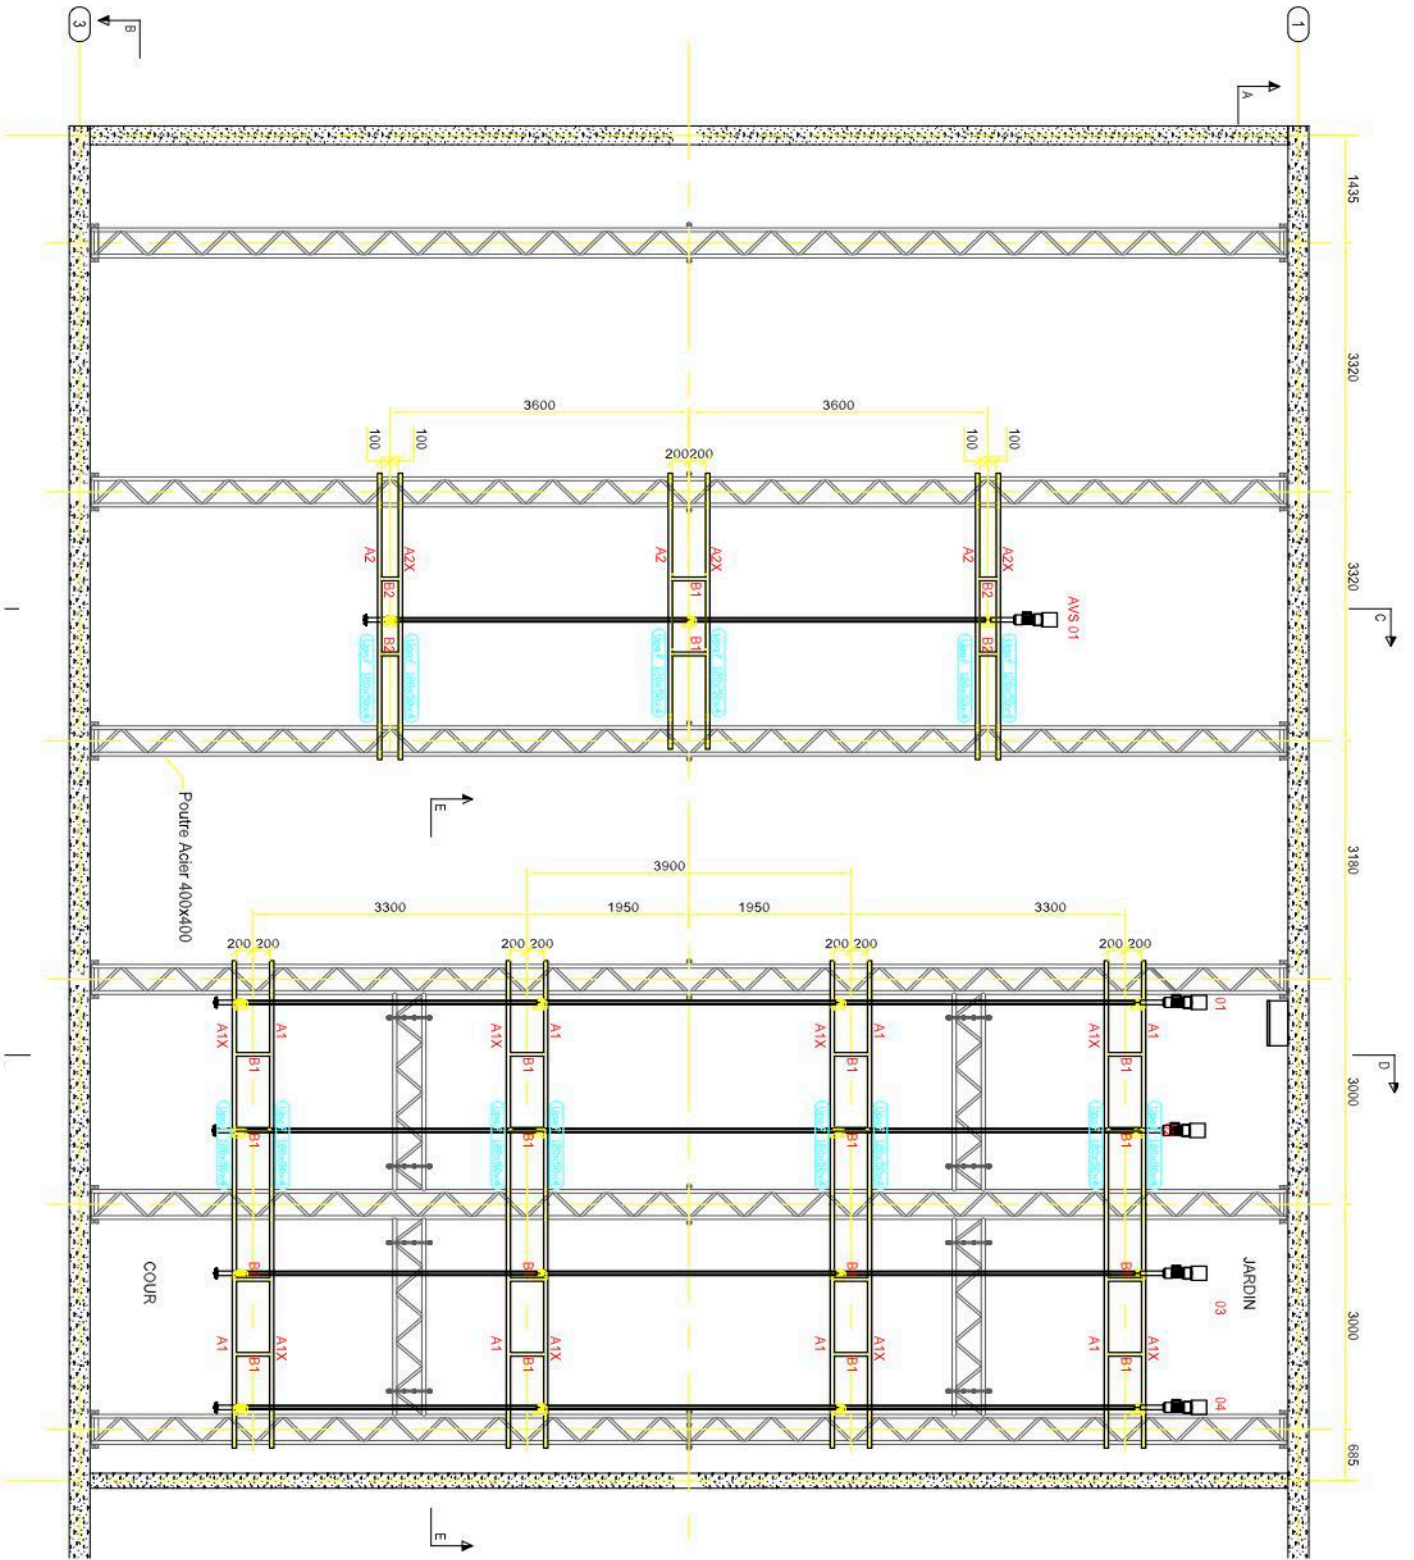 3
B
1
A
1435
3320
3600
3600
100
100
100
100
200200
A2
A2X
A2
A2X
A2
A2X
B2
B1
B2
AVS 01
C
3320
B2
B1
B2
E
3180
Poutre Acier 400x400
3900
3300
1950
1950
3300
200 200
200 200
200 200
200 200
01
A1X
A1
A1X
A1
A1X
A1
A1X
A1
B1
B1
B1
B1
D
3000
B1
B1
B1
B1
COUR
JARDIN
03
3000
A1
A1X
A1
A1X
A1
A1X
A1
A1X
B1
B1
B1
B1
04
685
E